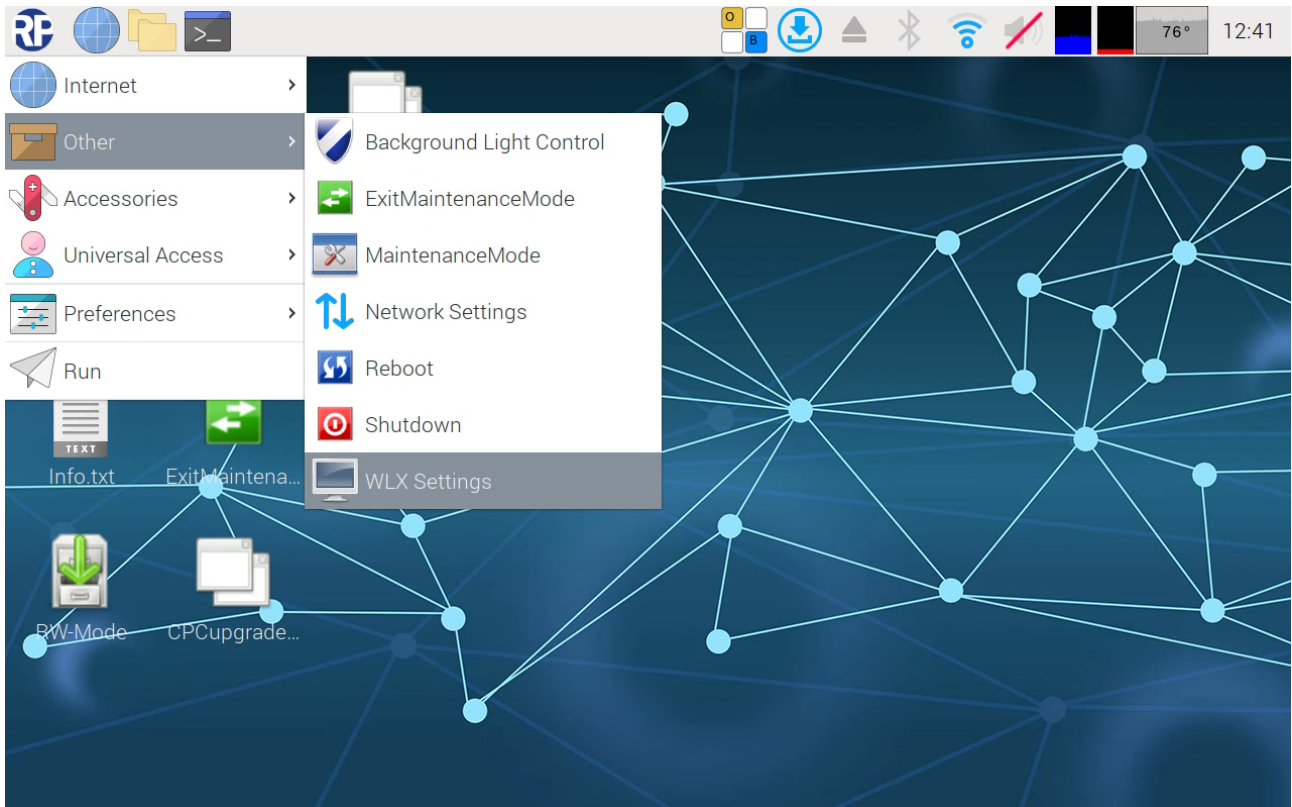 RP
>_
O
B
76°
12:41
Internet
Other
Accessories
Universal Access
Preferences
Run
Background Light Control
ExitMaintenanceMode
MaintenanceMode
Network Settings
Reboot
Shutdown
WLX Settings
TEXT
Info.txt
ExitMaintena...
RW-Mode
CPCupgrade...